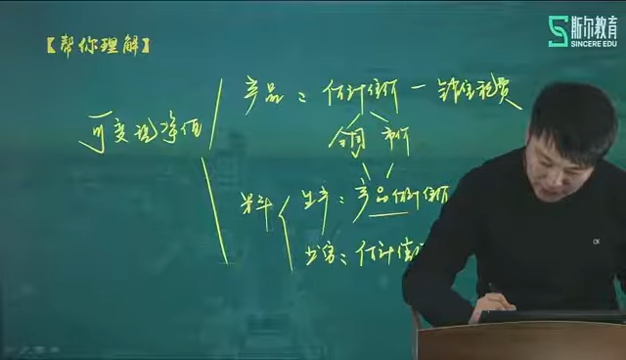 斯尔教育
SINCERE EDU
【帮你理解】
产品：估计售价－销售税费
可变现净值
合同 市价
材料 生产：产品估计售价
出售：估计售